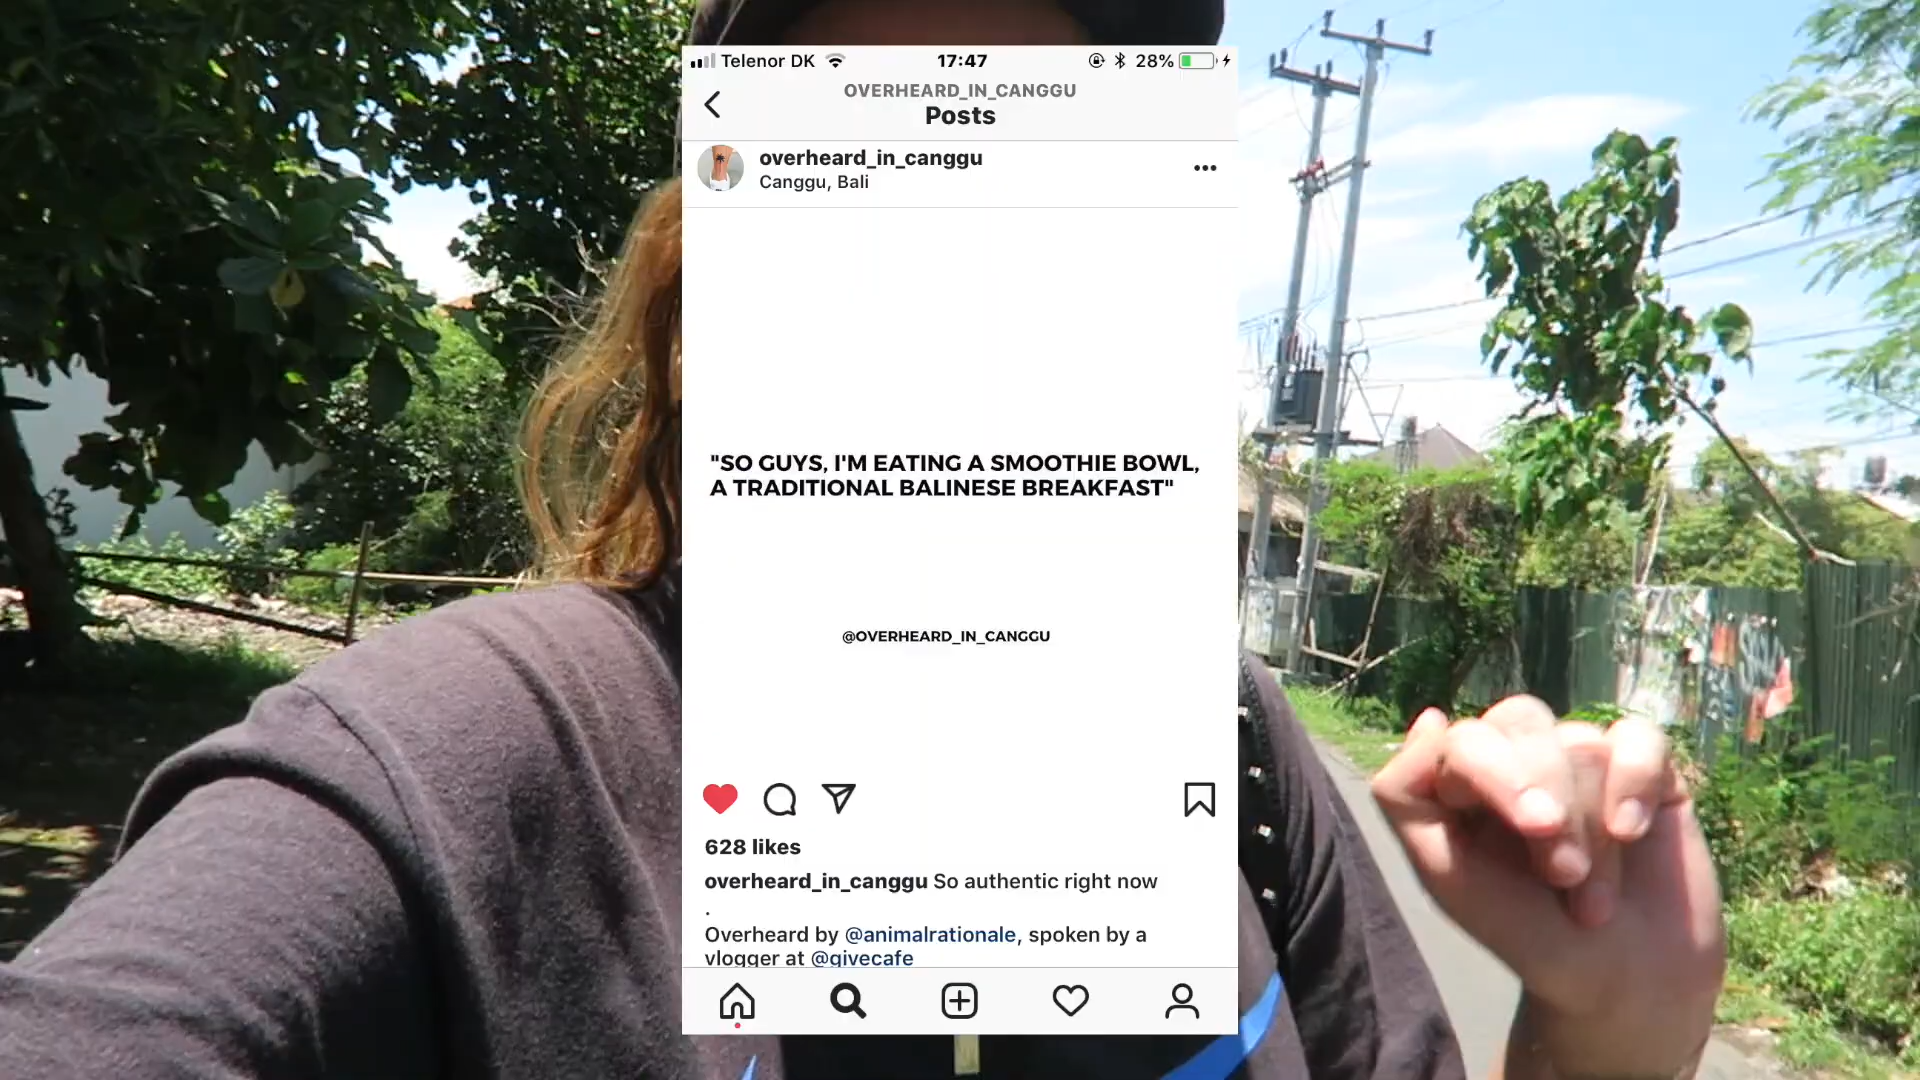 Telenor DK
17:47
28%
OVERHEARD_IN_CANGGU
Posts
overheard_in_canggu
Canggu, Bali
"SO GUYS, I'M EATING A SMOOTHIE BOWL,
A TRADITIONAL BALINESE BREAKFAST"
@OVERHEARD_IN_CANGGU
628 likes
overheard_in_canggu So authentic right now
.
Overheard by @animalrationale, spoken by a
vlogger at @givecafe